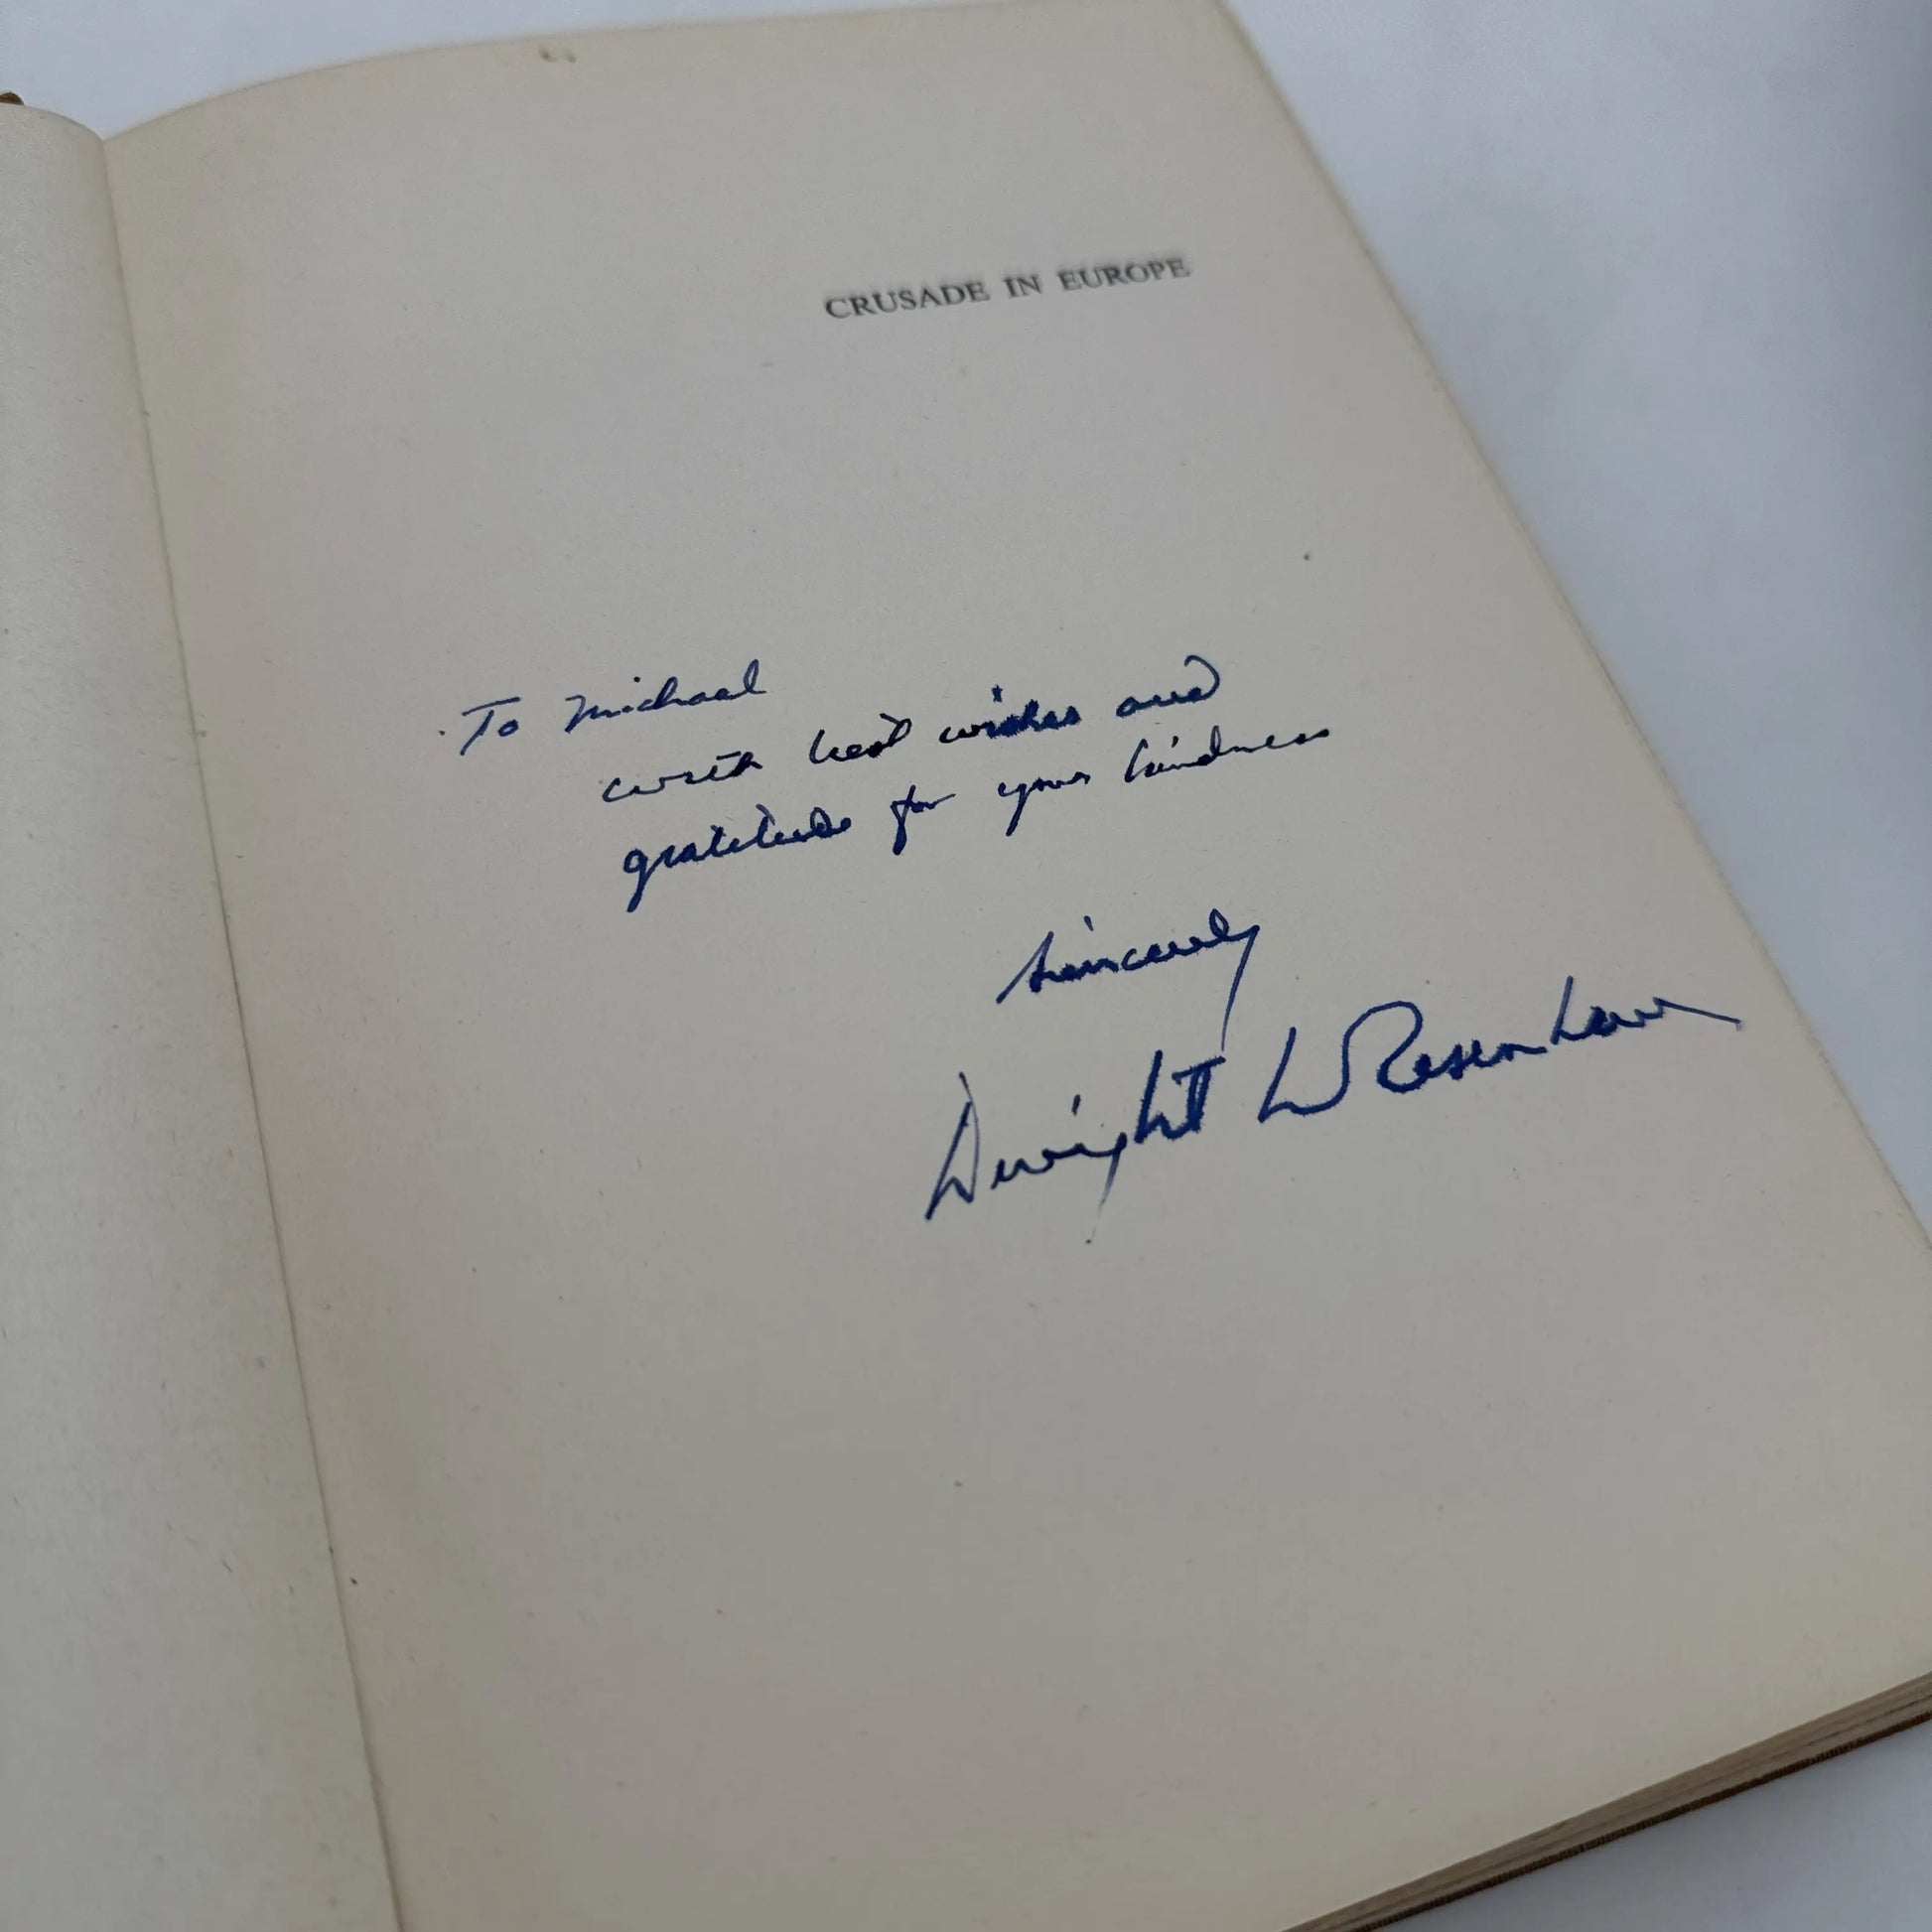 CRUSADE IN EUROPE
To Michael
with best wishes and
gratitude for your kindness
Sincerely
Dwight D Eisenhower